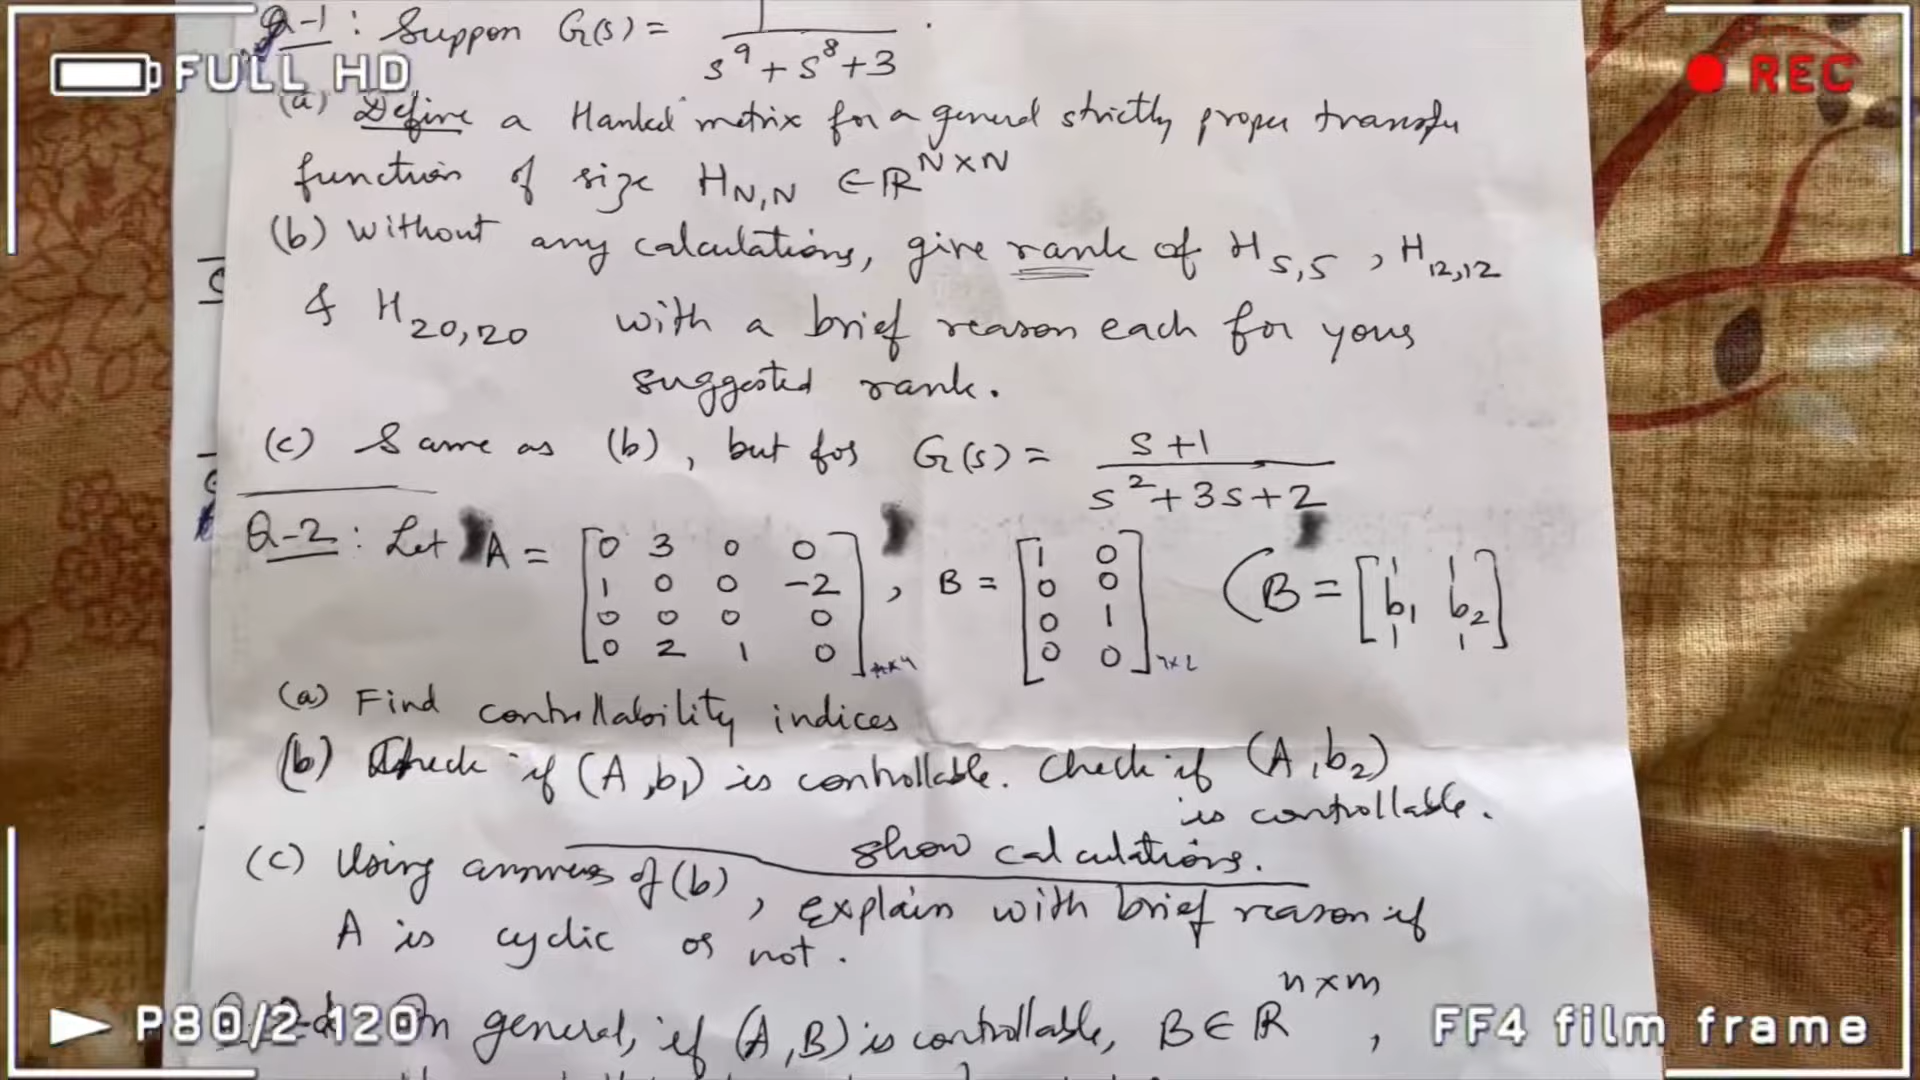 Q-1 : Suppon G(s) = 1 / (s^9 + s^8 + 3) .
FULL HD
REC
(a) Define a Hankel matrix for a general strictly proper transfer
function of size H_{N,N} ∈ ℝ^{N×N}
(b) Without any calculations, give rank of H_{5,5} , H_{12,12}
& H_{20,20} with a brief reason each for your
suggested rank.
(c) Same as (b), but for G(s) = (s+1) / (s^2+3s+2)
Q-2 : Let A = [0 3 0 0; 1 0 0 -2; 0 0 0 0; 0 2 1 0]_{4×4} , B = [1 0; 0 0; 0 1; 0 0]_{4×2} (B = [b_1 b_2]
(a) Find controllability indices
(b) Check if (A, b_1) is controllable. Check if (A, b_2)
is controllable.
show calculations.
(c) Using answers of (b), explain with brief reason if
A is cyclic or not.
In general, if (A, B) is controllable, B ∈ ℝ^{n×m},
P80/2-120
FF4 film frame